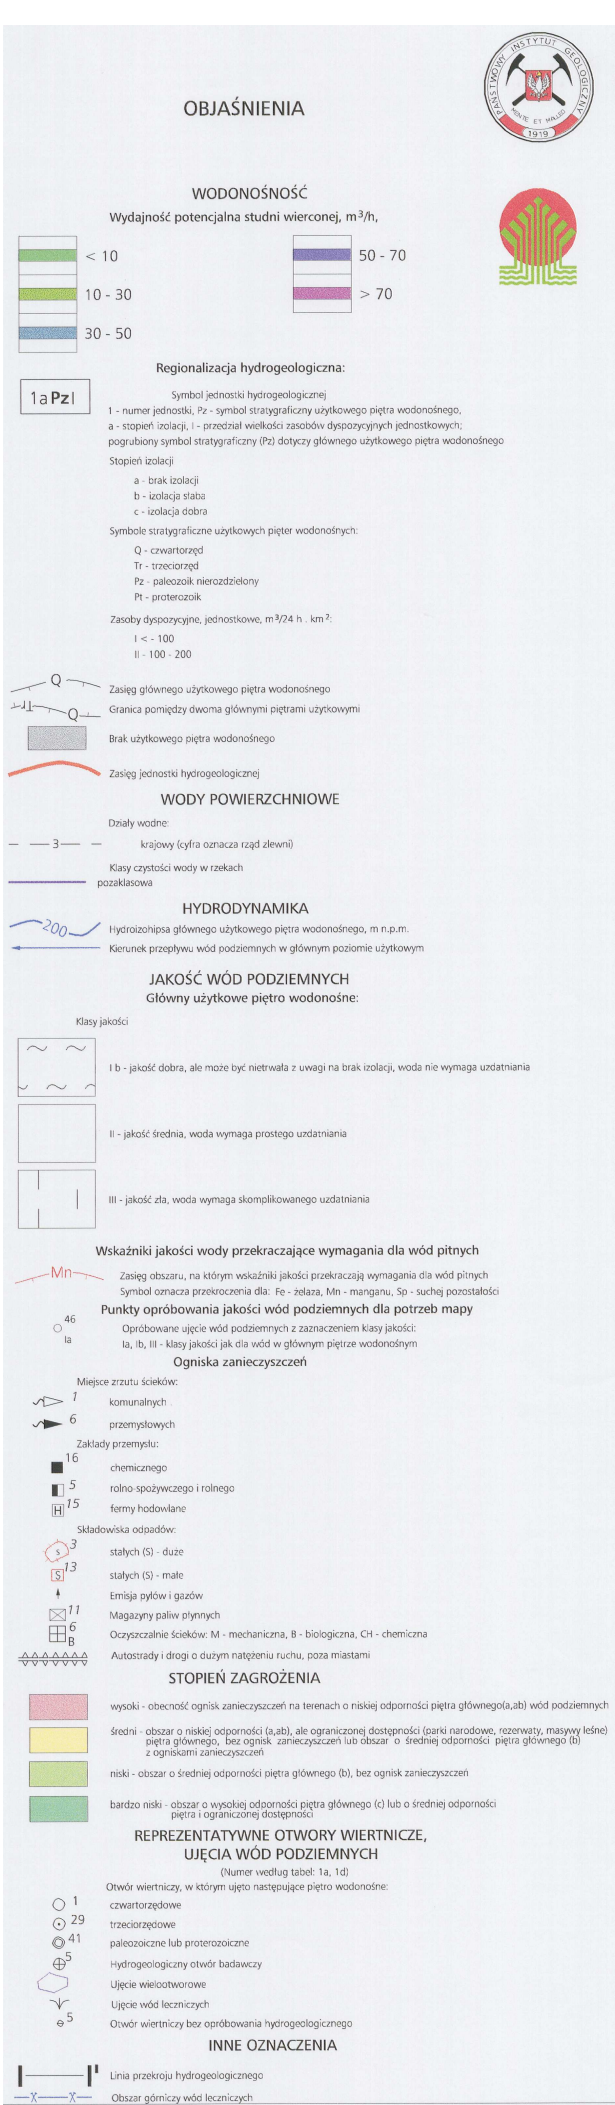 PAŃSTWOWY INSTYTUT GEOLOGICZNY
MENTE ET MALLEO
1919
OBJAŚNIENIA
WODONOŚNOŚĆ
Wydajność potencjalna studni wierconej, m³/h,
< 10
50 - 70
10 - 30
> 70
30 - 50
Regionalizacja hydrogeologiczna:
1aPzI
Symbol jednostki hydrogeologicznej
1 - numer jednostki, Pz - symbol stratygraficzny użytkowego piętra wodonośnego,
a - stopień izolacji, I - przedział wielkości zasobów dyspozycyjnych jednostkowych;
pogrubiony symbol stratygraficzny (Pz) dotyczy głównego użytkowego piętra wodonośnego
Stopień izolacji
a - brak izolacji
b - izolacja słaba
c - izolacja dobra
Symbole stratygraficzne użytkowych pięter wodonośnych:
Q - czwartorzęd
Tr - trzeciorzęd
Pz - paleozoik nierozdzielony
Pt - proterozoik
Zasoby dyspozycyjne, jednostkowe, m³/24 h . km²:
I < - 100
II - 100 - 200
Q
Zasięg głównego użytkowego piętra wodonośnego
Q
Granica pomiędzy dwoma głównymi piętrami użytkowymi
Brak użytkowego piętra wodonośnego
Zasięg jednostki hydrogeologicznej
WODY POWIERZCHNIOWE
Działy wodne:
3
krajowy (cyfra oznacza rząd zlewni)
Klasy czystości wody w rzekach
pozaklasowa
HYDRODYNAMIKA
200
Hydroizohipsa głównego użytkowego piętra wodonośnego, m n.p.m.
Kierunek przepływu wód podziemnych w głównym poziomie użytkowym
JAKOŚĆ WÓD PODZIEMNYCH
Główny użytkowe piętro wodonośne:
Klasy jakości
I b - jakość dobra, ale może być nietrwała z uwagi na brak izolacji, woda nie wymaga uzdatniania
II - jakość średnia, woda wymaga prostego uzdatniania
III - jakość zła, woda wymaga skomplikowanego uzdatniania
Wskaźniki jakości wody przekraczające wymagania dla wód pitnych
Mn
Zasięg obszaru, na którym wskaźniki jakości przekraczają wymagania dla wód pitnych
Symbol oznacza przekroczenia dla: Fe - żelaza, Mn - manganu, Sp - suchej pozostałości
Punkty opróbowania jakości wód podziemnych dla potrzeb mapy
46
Ia
Opróbowane ujęcie wód podziemnych z zaznaczeniem klasy jakości:
Ia, Ib, III - klasy jakości jak dla wód w głównym piętrze wodonośnym
Ogniska zanieczyszczeń
Miejsce zrzutu ścieków:
1
komunalnych
6
przemysłowych
Zakłady przemysłu:
16
chemicznego
5
rolno-spożywczego i rolnego
H 15
fermy hodowlane
Składowiska odpadów:
S 3
stałych (S) - duże
S 13
stałych (S) - małe
Emisja pyłów i gazów
11
Magazyny paliw płynnych
6
B
Oczyszczalnie ścieków: M - mechaniczna, B - biologiczna, CH - chemiczna
Autostrady i drogi o dużym natężeniu ruchu, poza miastami
STOPIEŃ ZAGROŻENIA
wysoki - obecność ognisk zanieczyszczeń na terenach o niskiej odporności piętra głównego(a,ab) wód podziemnych
średni - obszar o niskiej odporności (a,ab), ale ograniczonej dostępności (parki narodowe, rezerwaty, masywy leśne)
piętra głównego, bez ognisk zanieczyszczeń lub obszar o średniej odporności piętra głównego (b)
z ogniskami zanieczyszczeń
niski - obszar o średniej odporności piętra głównego (b), bez ognisk zanieczyszczeń
bardzo niski - obszar o wysokiej odporności piętra głównego (c) lub o średniej odporności
piętra i ograniczonej dostępności
REPREZENTATYWNE OTWORY WIERTNICZE,
UJĘCIA WÓD PODZIEMNYCH
(Numer według tabel: 1a, 1d)
Otwór wiertniczy, w którym ujęto następujące piętro wodonośne:
1
czwartorzędowe
29
trzeciorzędowe
41
paleozoiczne lub proterozoiczne
5
Hydrogeologiczny otwór badawczy
Ujęcie wielootworowe
Ujęcie wód leczniczych
5
Otwór wiertniczy bez opróbowania hydrogeologicznego
INNE OZNACZENIA
I I'
Linia przekroju hydrogeologicznego
X X
Obszar górniczy wód leczniczych